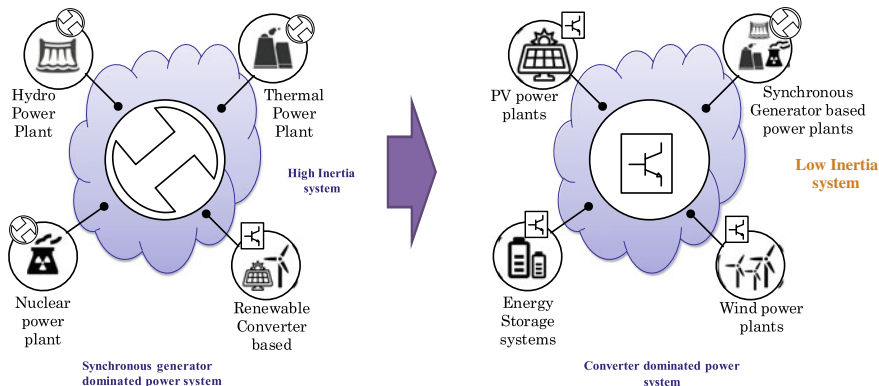 Hydro
Power
Plant
Thermal
Power
Plant
High Inertia
system
Nuclear
power
plant
Renewable
Converter
based
Synchronous generator
dominated power system
PV power
plants
Synchronous
Generator based
power plants
Low Inertia
system
Energy
Storage
systems
Wind power
plants
Converter dominated power
system